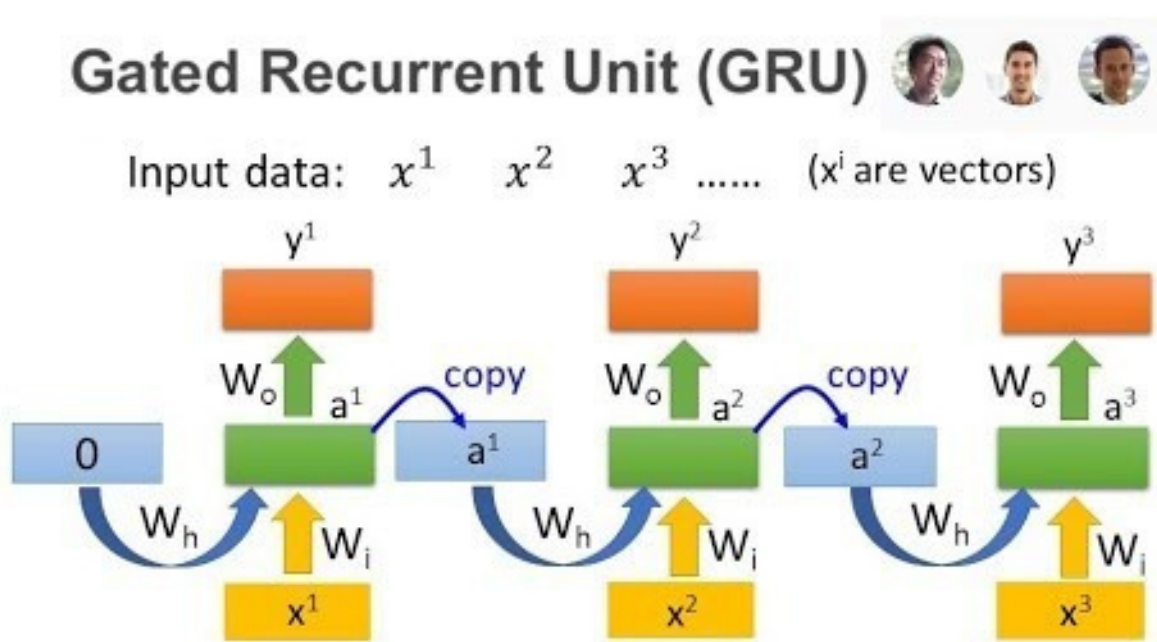 Gated Recurrent Unit (GRU)
Input data: x¹ x² x³ ...... (xⁱ are vectors)
y¹ y² y³
Wₒ a¹ copy Wₒ a² copy Wₒ a³
0 a¹ a²
Wₕ Wᵢ Wₕ Wᵢ Wₕ Wᵢ
x¹ x² x³